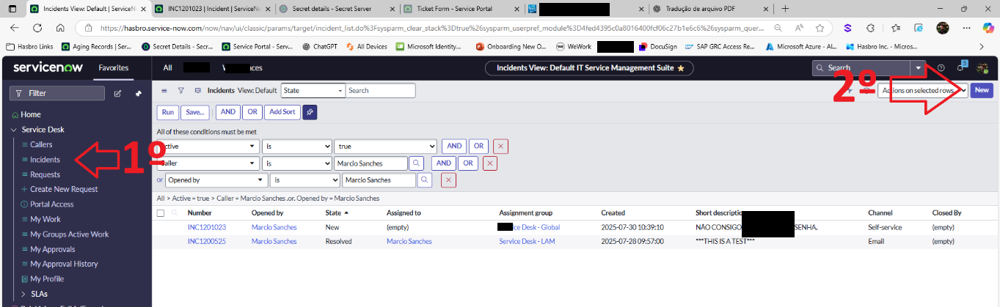 Incidents View: Default | ServiceN
INC1201023 | Incident | ServiceNo
Secret details - Secret Server
Ticket Form - Service Portal
Tradução de arquivo PDF
https://hasbro.service-now.com/now/nav/ui/classic/params/target/incident_list.do%3Fsysparm_clear_stack%3Dtrue%26sysparm_userpref_module%3D4fed4395c0a8016400fcf06c27b1e6c6%26sysparm_quer...
Hasbro Links
Aging Records | Ser...
Secret Details - Secr...
Service Portal - Serv...
ChatGPT
All Devices
Microsoft Identity...
Onboarding New O...
WeWork
DocuSign
SAP GRC Access Re...
Microsoft Azure - Al...
Hasbro Inc. - Micros...
servicenow Favorites All W ces Incidents View: Default IT Service Management Suite Search 5
Filter
Incidents View: Default State Search
2º Actions on selected rows... New
Home
Service Desk
Callers
Incidents
Requests
Create New Request
Portal Access
My Work
My Groups Active Work
My Approvals
My Approval History
My Profile
SLAs
1º
Run Save... AND OR Add Sort
All of these conditions must be met
Active is true AND OR
Caller is Marcio Sanches AND OR
or Opened by is Marcio Sanches
All > Active = true > Caller = Marcio Sanches .or. Opened by = Marcio Sanches
Number Opened by State Assigned to Assignment group Created Short description Channel Closed By
INC1201023 Marcio Sanches New (empty) ce Desk - Global 2025-07-30 10:39:10 NÃO CONSIGO SENHA. Self-service (empty)
INC1200525 Marcio Sanches Resolved Marcio Sanches Service Desk - LAM 2025-07-28 09:57:00 ***THIS IS A TEST*** Email (empty)